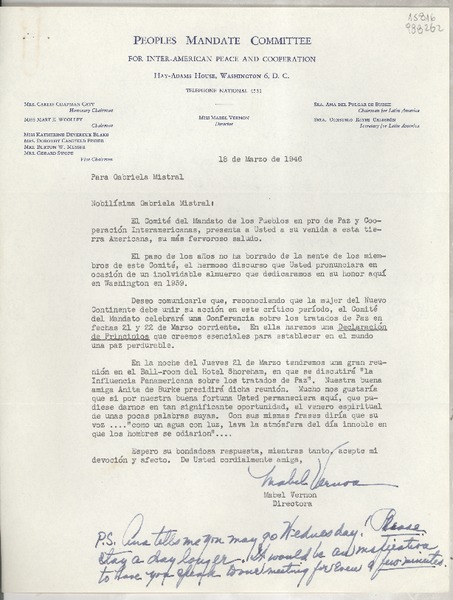 AS816
988262
PEOPLES MANDATE COMMITTEE
FOR INTER-AMERICAN PEACE AND COOPERATION
HAY-ADAMS HOUSE, WASHINGTON 6, D. C.
TELEPHONE NATIONAL
MRS. CARRIE CHAPMAN CATT
Honorary Chairman
MISS MARY E. WOOLLEY
Chairman
MISS KATHERINE DEVEREUX BLAKE
MRS. DOROTHY CANFIELD FISHER
MRS. BURTON W. MUSSER
MRS. GERARD SWOPE
Vice Chairmen
MISS MABEL VERNON
Director
SRA. ANA DEL PULGAR DE BURKE
Chairman for Latin America
Secretary for Latin America
18 de Marzo de 1946
Para Gabriela Mistral
Nobilísima Gabriela Mistral:
El Comité del Mandato de los Pueblos en pro de Paz y Coo-
peración Interamericanas, presenta a Usted a su venida a esta tie-
rra Americana, su más fervoroso saludo.
El paso de los años no ha borrado de la mente de los miem-
bros de este Comité, el hermoso discurso que Usted pronunciara en
ocasión de un inolvidable almuerzo que dedicaramos en su honor aquí
en Washington en 1939.
Deseo comunicarle que, reconociendo que la mujer del Nuevo
Continente debe unir su acción en este crítico período, el Comité
del Mandato celebrará una Conferencia sobre los tratados de Paz en
fechas 21 y 22 de Marzo corriente. En ella haremos una Declaración
de Principios que creemos esenciales para establecer en el mundo
una paz perdurable.
En la noche del Jueves 21 de Marzo tendremos una gran reu-
nión en el Ball-room del Hotel Shoreham, en que se discutirá "la
Influencia Panamericana sobre los tratados de Paz". Nuestra buena
amiga Anita de Burke presidirá dicha reunión. Mucho nos gustaría
que si por nuestra buena fortuna Usted permaneciera aquí, que pu-
diese darnos en tan significante oportunidad, el venero espiritual
de unas pocas palabras suyas. Con sus mismas frases diría que su
voz ...."como un agua con luz, lava la atmósfera del día innoble en
que los hombres se odiarion"....
Espero su bondadosa respuesta, mientras tanto, acepte mi
devoción y afecto. De Usted cordialmente amiga,
Mabel Vernon
Mabel Vernon
Directora
P.S. Ana tells me you may go Wednesday. Please
stay a day longer. It would be an inspiration
to have you speak to our meeting for even a few minutes.